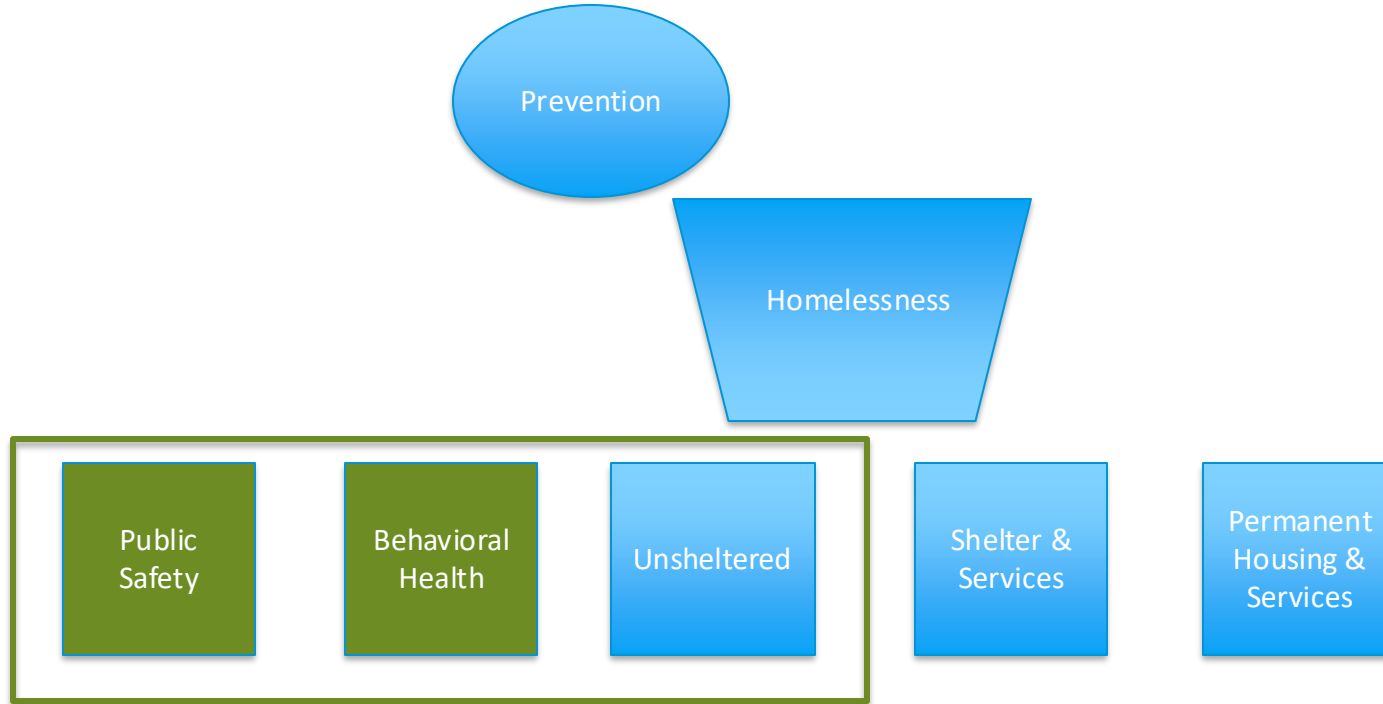 Prevention
Homelessness
Public
Safety
Behavioral
Health
Unsheltered
Shelter &
Services
Permanent
Housing &
Services